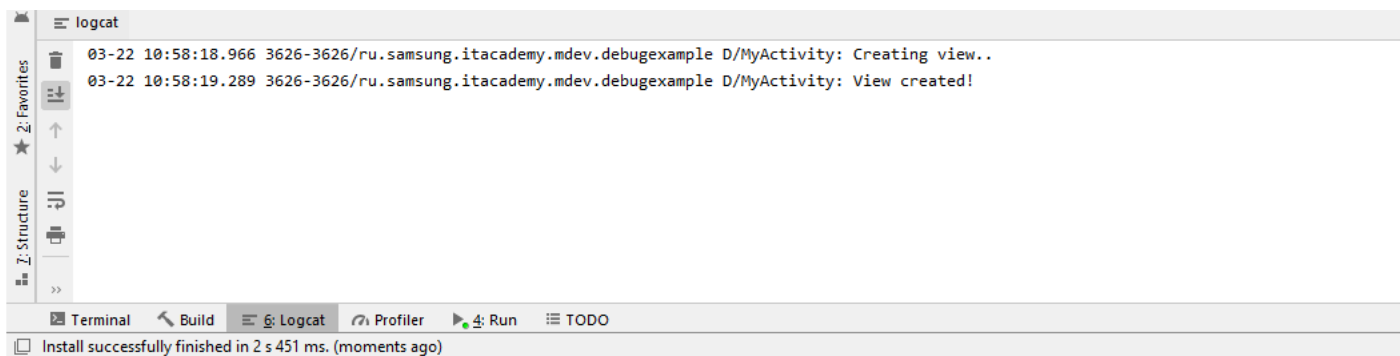 logcat
03-22 10:58:18.966 3626-3626/ru.samsung.itacademy.mdev.debugexample D/MyActivity: Creating view..
03-22 10:58:19.289 3626-3626/ru.samsung.itacademy.mdev.debugexample D/MyActivity: View created!
2: Favorites
7: Structure
Terminal Build 6: Logcat Profiler 4: Run TODO
Install successfully finished in 2 s 451 ms. (moments ago)